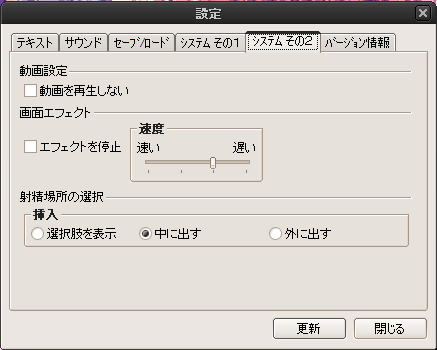 設定
テキスト サウンド セーブ/ロード システム その1 システム その2 バージョン情報
動画設定
動画を再生しない
画面エフェクト
速度
エフェクトを停止 速い 遅い
射精場所の選択
挿入
選択肢を表示 中に出す 外に出す
更新 閉じる